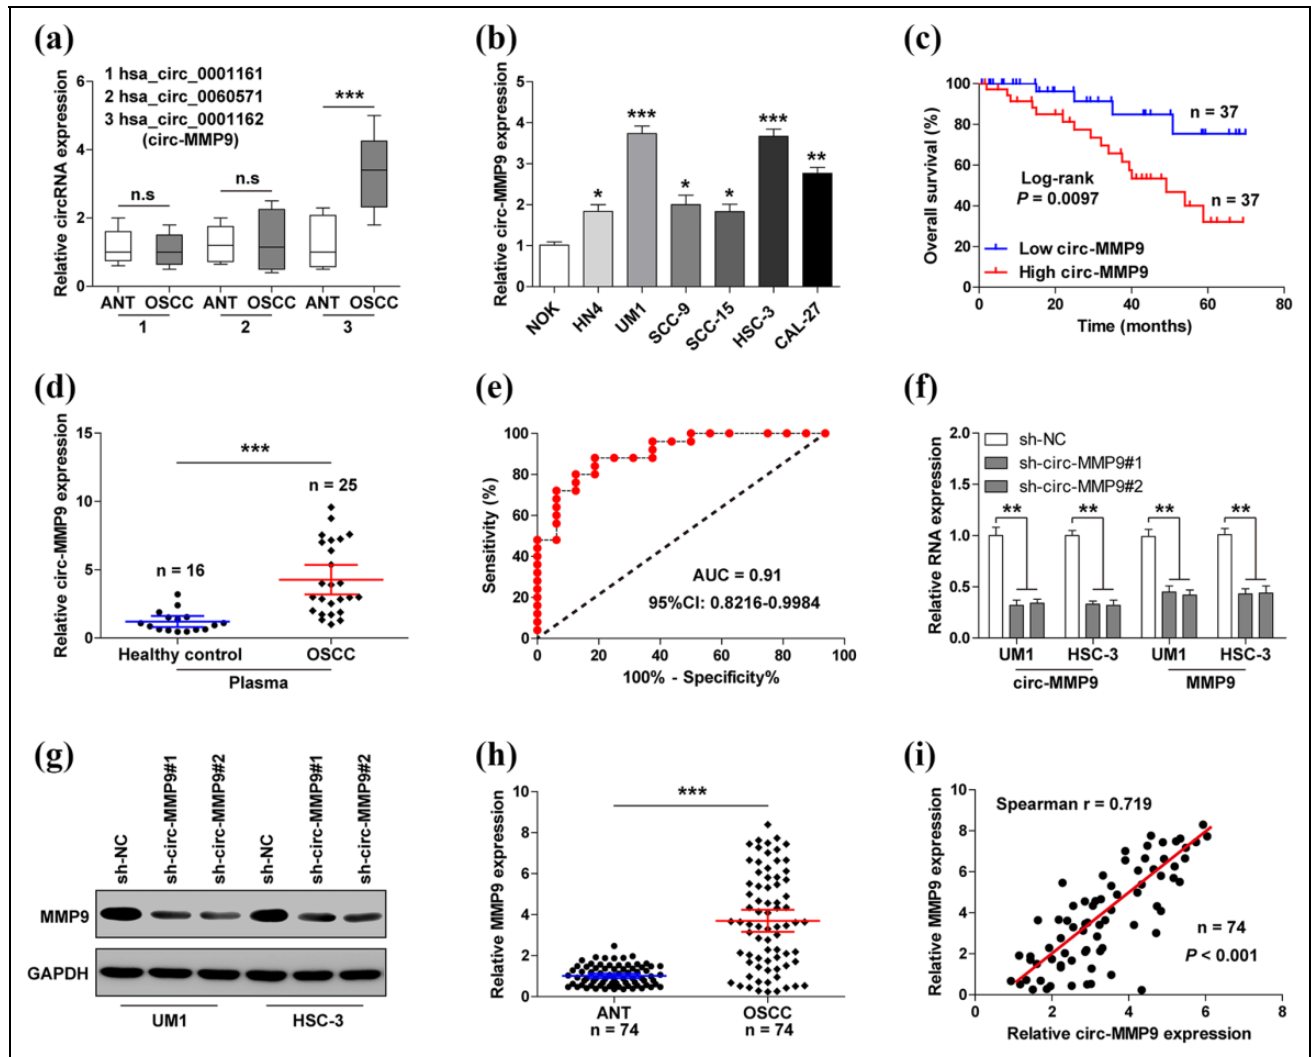 (a)
Relative circRNA expression
6
4
2
0
1 hsa_circ_0001161
2 hsa_circ_0060571
3 hsa_circ_0001162
(circ-MMP9)
n.s
n.s
***
ANT OSCC ANT OSCC ANT OSCC
1 2 3
(b)
Relative circ-MMP9 expression
5
4
3
2
1
0
* *** * * *** **
NOK HN4 UM1 SCC-9 SCC-15 HSC-3 CAL-27
(c)
Overall survival (%)
100
80
60
40
20
0
n = 37
Log-rank
P = 0.0097
n = 37
Low circ-MMP9
High circ-MMP9
0 20 40 60 80
Time (months)
(d)
Relative circ-MMP9 expression
15
10
5
0
***
n = 25
n = 16
Healthy control OSCC
Plasma
(e)
Sensitivity (%)
100
80
60
40
20
0
AUC = 0.91
95%CI: 0.8216-0.9984
0 20 40 60 80 100
100% - Specificity%
(f)
Relative RNA expression
2.0
1.5
1.0
0.5
0.0
sh-NC
sh-circ-MMP9#1
sh-circ-MMP9#2
** ** ** **
UM1 HSC-3 UM1 HSC-3
circ-MMP9 MMP9
(g)
sh-NC
sh-circ-MMP9#1
sh-circ-MMP9#2
sh-NC
sh-circ-MMP9#1
sh-circ-MMP9#2
MMP9
GAPDH
UM1 HSC-3
(h)
Relative MMP9 expression
10
8
6
4
2
0
***
ANT OSCC
n = 74 n = 74
(i)
Relative MMP9 expression
10
8
6
4
2
0
Spearman r = 0.719
n = 74
P < 0.001
0 2 4 6 8
Relative circ-MMP9 expression